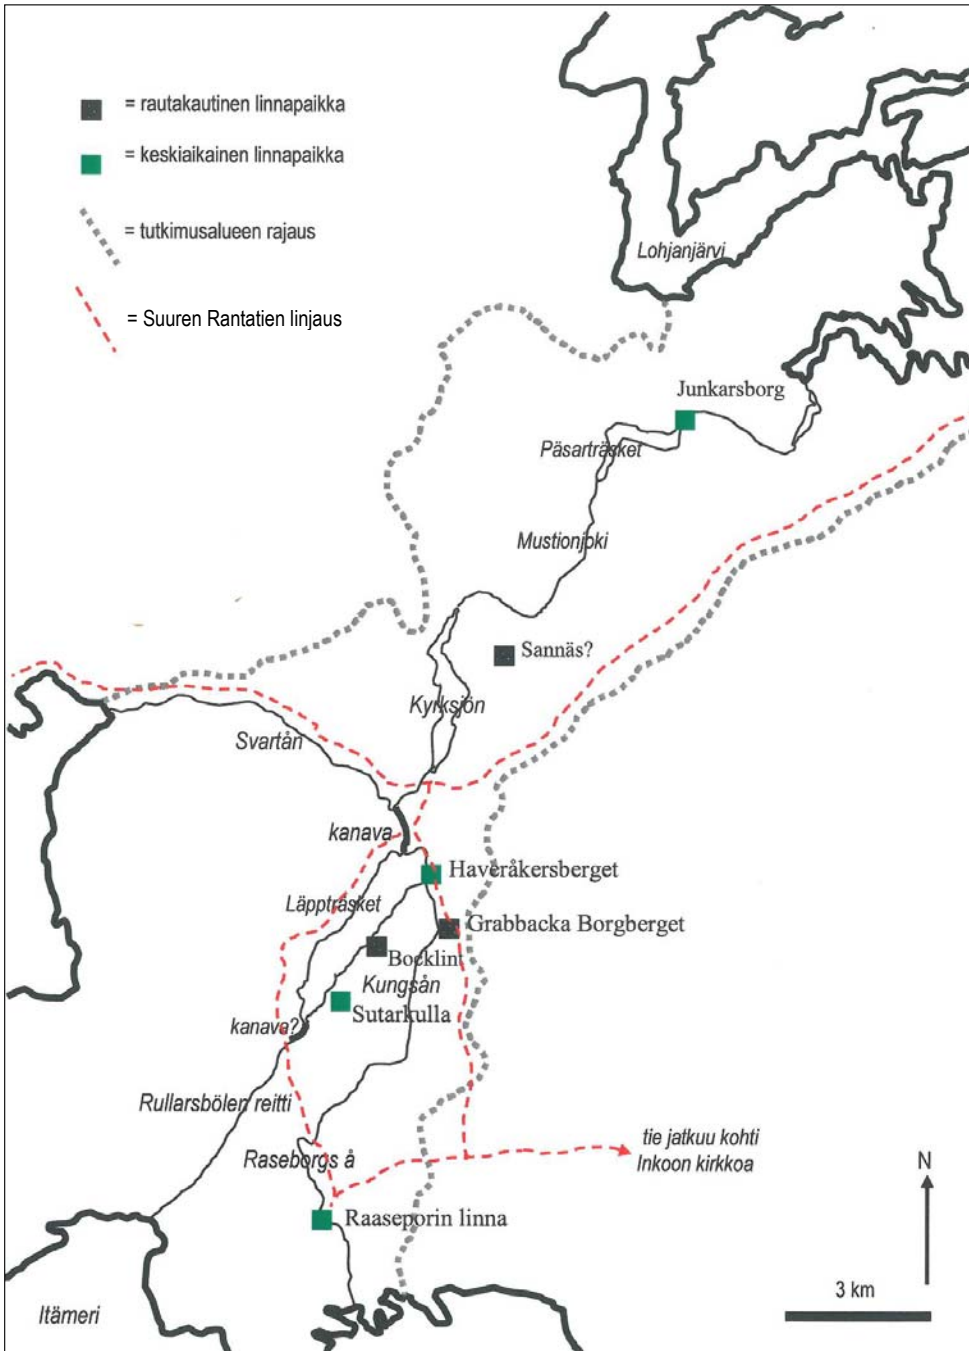 = rautakautinen linnapaikka
= keskiaikainen linnapaikka
= tutkimusalueen rajaus
= Suuren Rantatien linjaus
Lohjanjärvi
Junkarsborg
Päsarträsket
Mustionjoki
Sannäs?
Kyrksjön
Svartån
kanava
Haveråkersberget
Läppträsket
Grabbacka Borgberget
Bocklint
Kungsån
Sutarkulla
kanava?
Rullarsbölen reitti
Raseborgs å
tie jatkuu kohti
Inkoon kirkkoa
N
Raaseporin linna
3 km
Itämeri